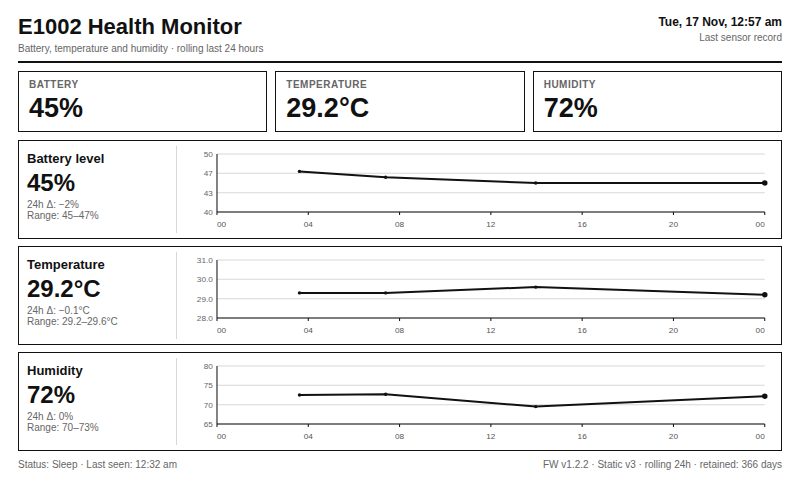 E1002 Health Monitor
Tue, 17 Nov, 12:57 am
Battery, temperature and humidity · rolling last 24 hours
Last sensor record
BATTERY
45%
TEMPERATURE
29.2°C
HUMIDITY
72%
Battery level
45%
24h Δ: −2%
Range: 45–47%
50
47
43
40
00 04 08 12 16 20 00
Temperature
29.2°C
24h Δ: −0.1°C
Range: 29.2–29.6°C
31.0
30.0
29.0
28.0
00 04 08 12 16 20 00
Humidity
72%
24h Δ: 0%
Range: 70–73%
80
75
70
65
00 04 08 12 16 20 00
Status: Sleep · Last seen: 12:32 am
FW v1.2.2 · Static v3 · rolling 24h · retained: 366 days